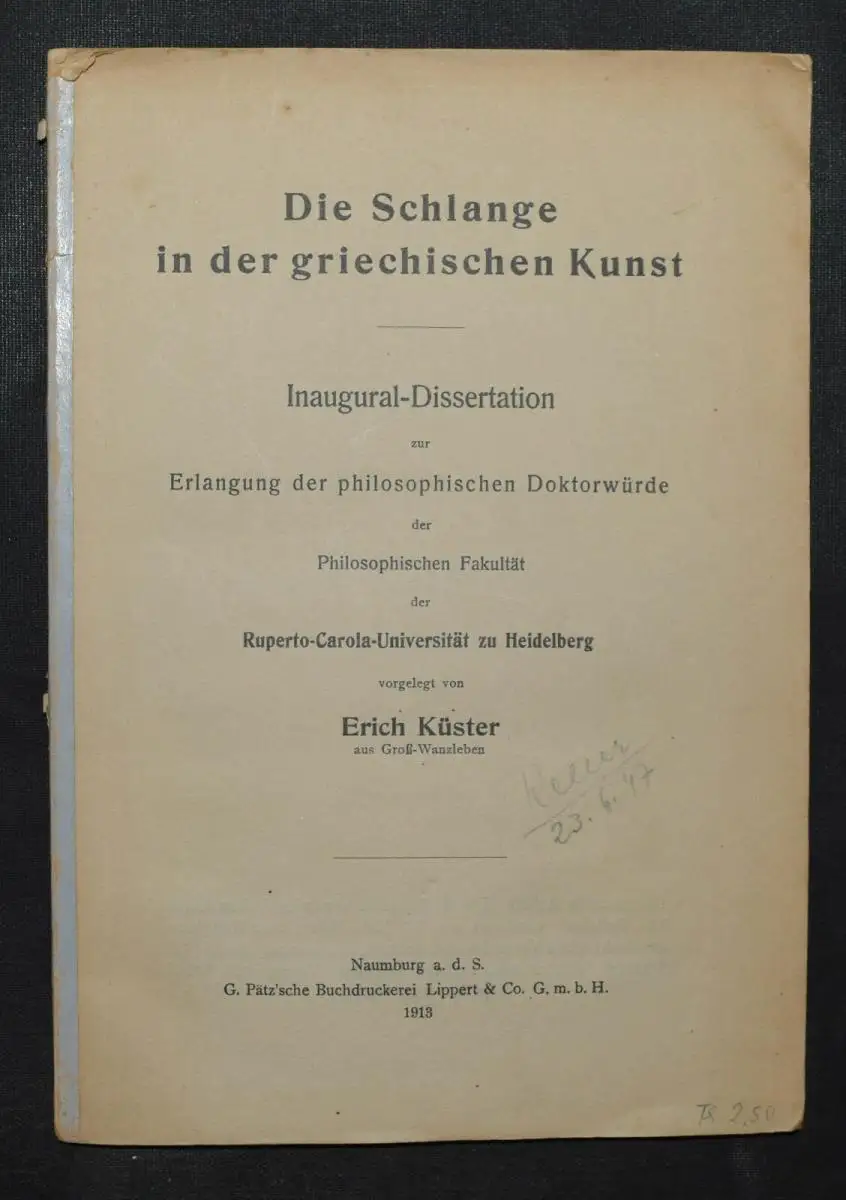 Die Schlange
in der griechischen Kunst
Inaugural-Dissertation
zur
Erlangung der philosophischen Doktorwürde
der
Philosophischen Fakultät
der
Ruperto-Carola-Universität zu Heidelberg
vorgelegt von
Erich Küster
aus Groß-Wanzleben
23. 6. 47
Naumburg a. d. S.
G. Pätz'sche Buchdruckerei Lippert & Co. G. m. b. H.
1913
2,50